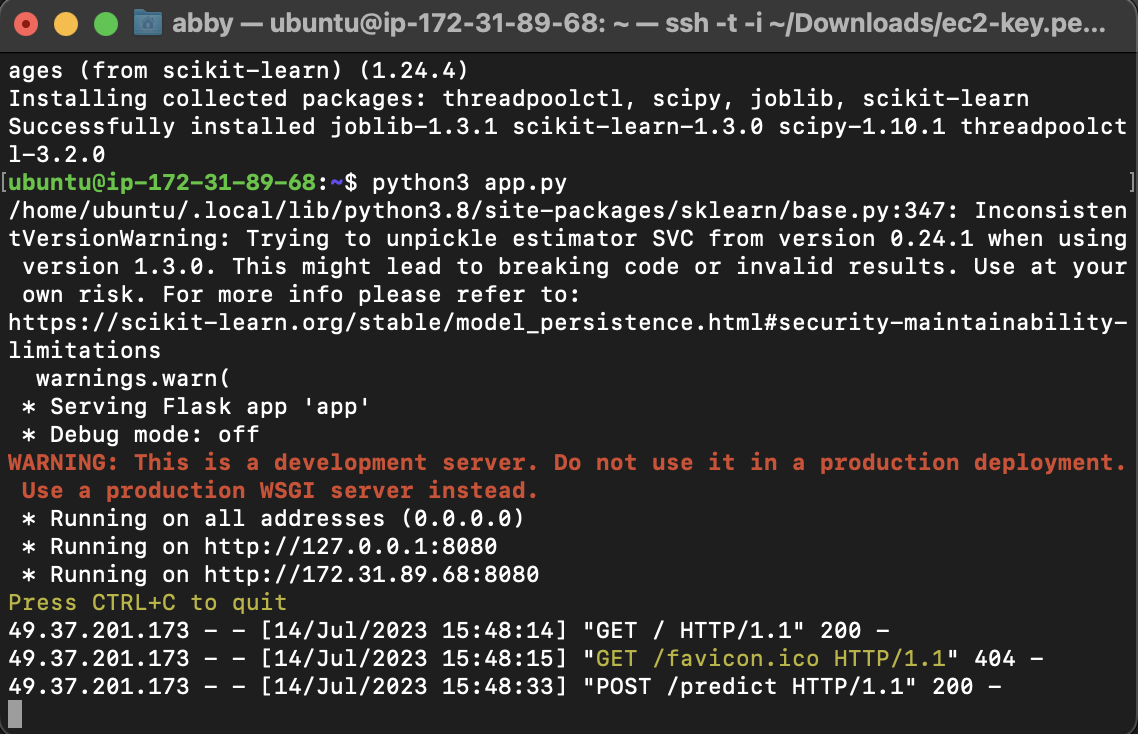 abby — ubuntu@ip-172-31-89-68: ~ — ssh -t -i ~/Downloads/ec2-key.pe...
ages (from scikit-learn) (1.24.4)
Installing collected packages: threadpoolctl, scipy, joblib, scikit-learn
Successfully installed joblib-1.3.1 scikit-learn-1.3.0 scipy-1.10.1 threadpoolct
l-3.2.0
[ubuntu@ip-172-31-89-68:~$ python3 app.py ]
/home/ubuntu/.local/lib/python3.8/site-packages/sklearn/base.py:347: Inconsisten
tVersionWarning: Trying to unpickle estimator SVC from version 0.24.1 when using
 version 1.3.0. This might lead to breaking code or invalid results. Use at your
 own risk. For more info please refer to:
https://scikit-learn.org/stable/model_persistence.html#security-maintainability-
limitations
  warnings.warn(
 * Serving Flask app 'app'
 * Debug mode: off
WARNING: This is a development server. Do not use it in a production deployment.
 Use a production WSGI server instead.
 * Running on all addresses (0.0.0.0)
 * Running on http://127.0.0.1:8080
 * Running on http://172.31.89.68:8080
Press CTRL+C to quit
49.37.201.173 - - [14/Jul/2023 15:48:14] "GET / HTTP/1.1" 200 -
49.37.201.173 - - [14/Jul/2023 15:48:15] "GET /favicon.ico HTTP/1.1" 404 -
49.37.201.173 - - [14/Jul/2023 15:48:33] "POST /predict HTTP/1.1" 200 -